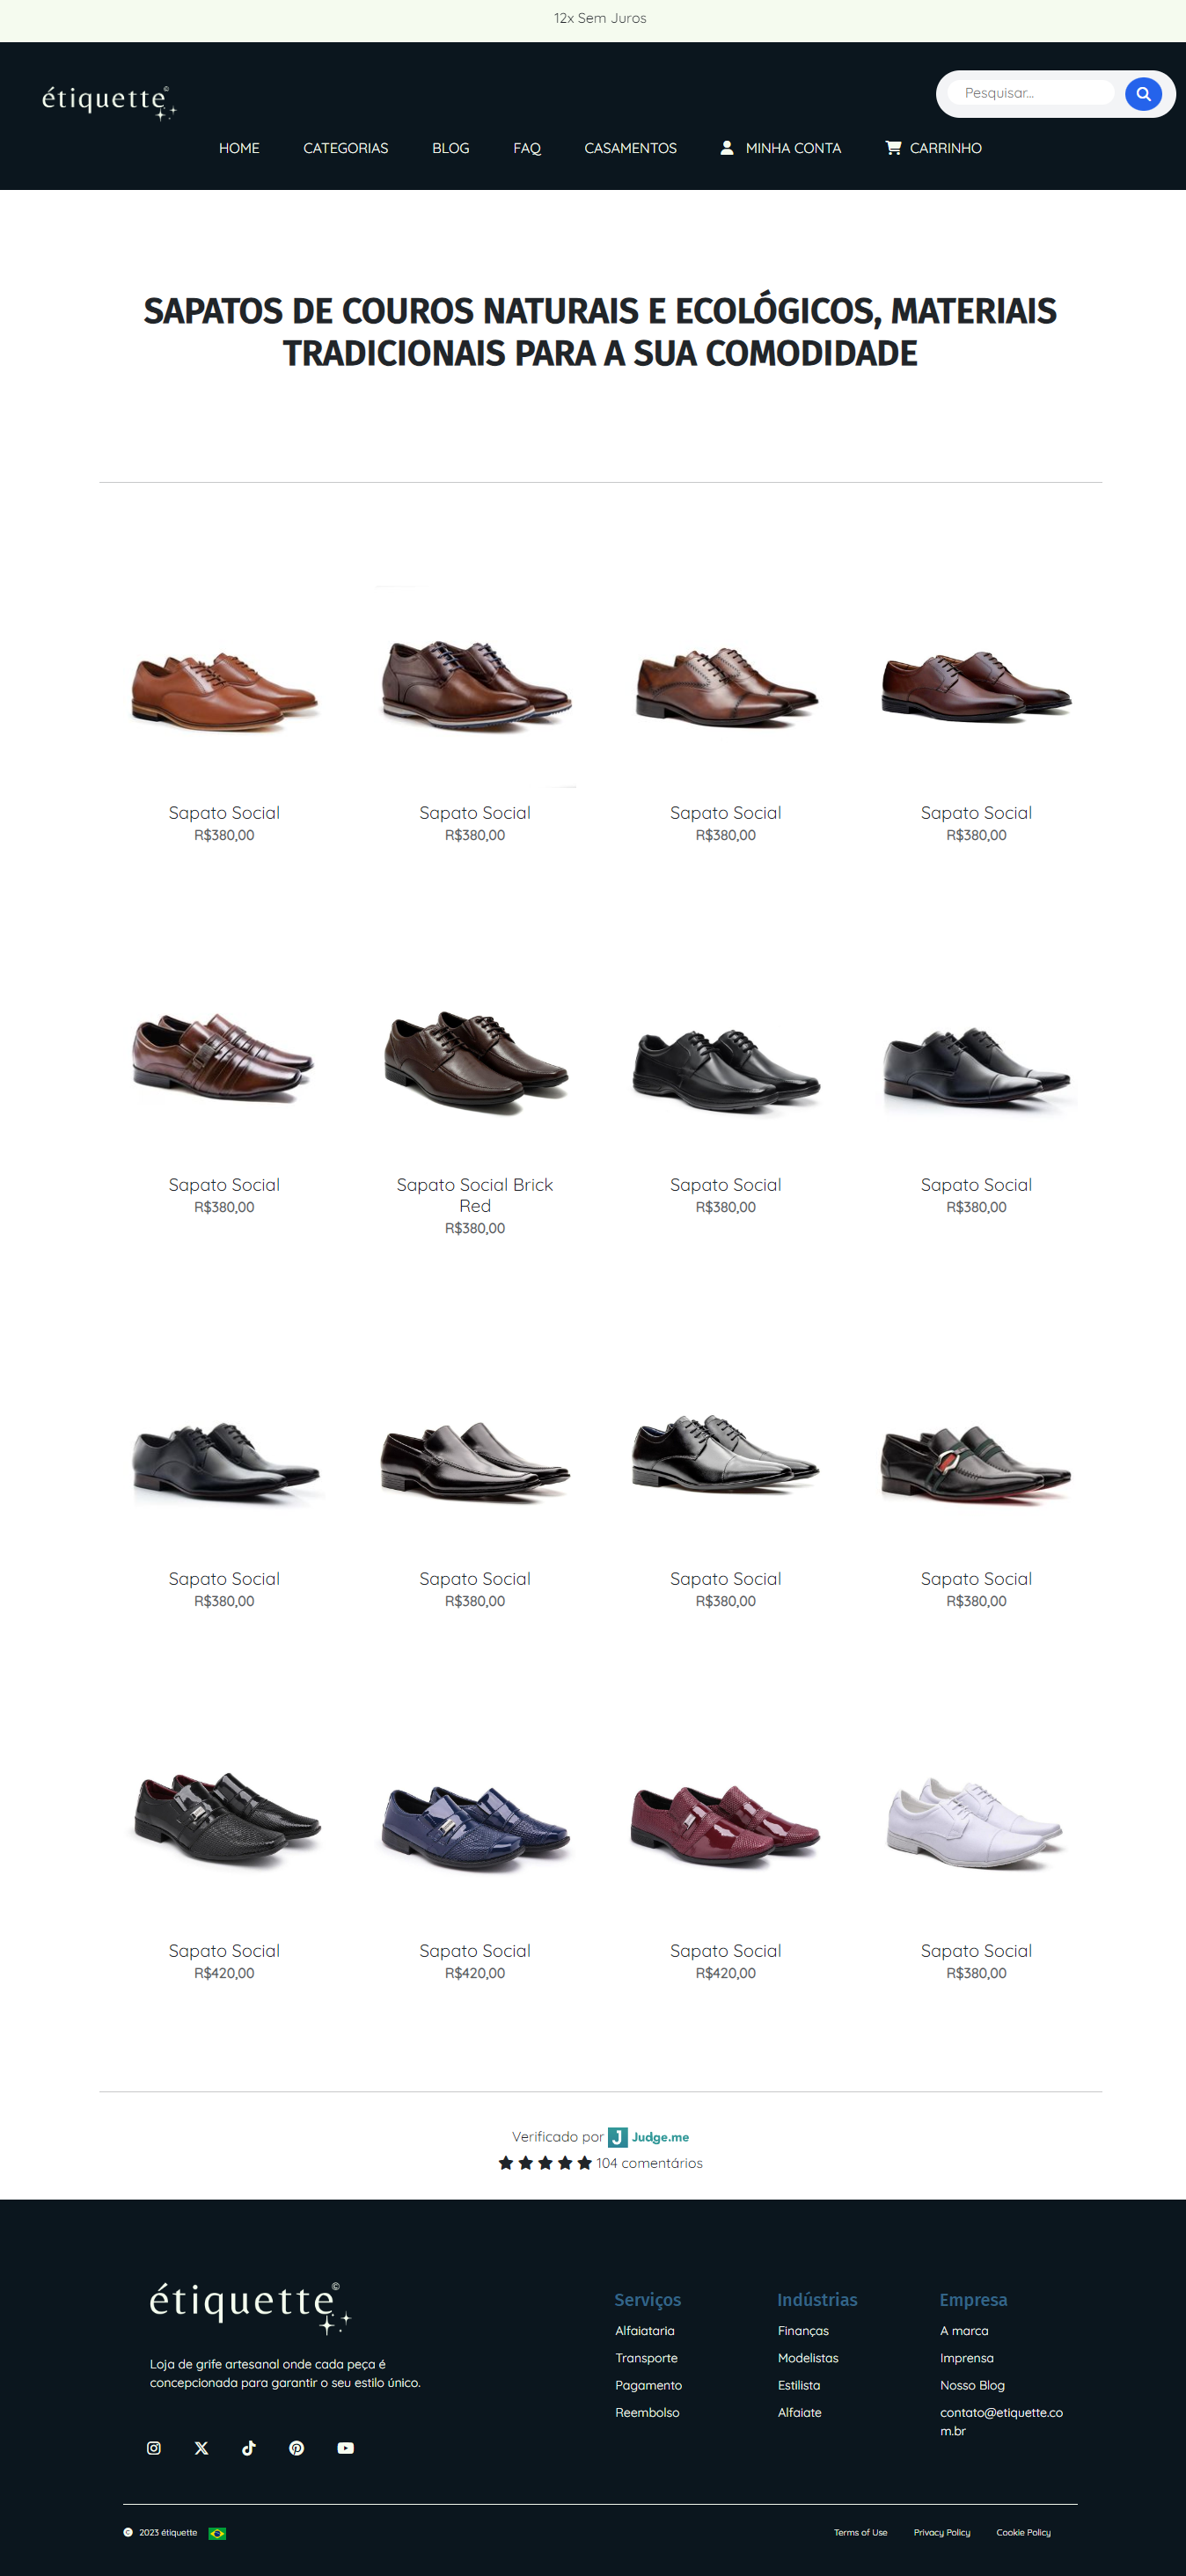 12x Sem Juros
étiquette©
Pesquisar...
HOME CATEGORIAS BLOG FAQ CASAMENTOS MINHA CONTA CARRINHO
SAPATOS DE COUROS NATURAIS E ECOLÓGICOS, MATERIAIS
TRADICIONAIS PARA A SUA COMODIDADE
Sapato Social
R$380,00
Sapato Social
R$380,00
Sapato Social
R$380,00
Sapato Social
R$380,00
Sapato Social
R$380,00
Sapato Social Brick
Red
R$380,00
Sapato Social
R$380,00
Sapato Social
R$380,00
Sapato Social
R$380,00
Sapato Social
R$380,00
Sapato Social
R$380,00
Sapato Social
R$380,00
Sapato Social
R$420,00
Sapato Social
R$420,00
Sapato Social
R$420,00
Sapato Social
R$380,00
Verificado por J Judge.me
104 comentários
étiquette©
Loja de grife artesanal onde cada peça é
concepcionada para garantir o seu estilo único.
Serviços
Alfaiataria
Transporte
Pagamento
Reembolso
Indústrias
Finanças
Modelistas
Estilista
Alfaiate
Empresa
A marca
Imprensa
Nosso Blog
contato@etiquette.co
m.br
© 2023 étiquette
Terms of Use Privacy Policy Cookie Policy